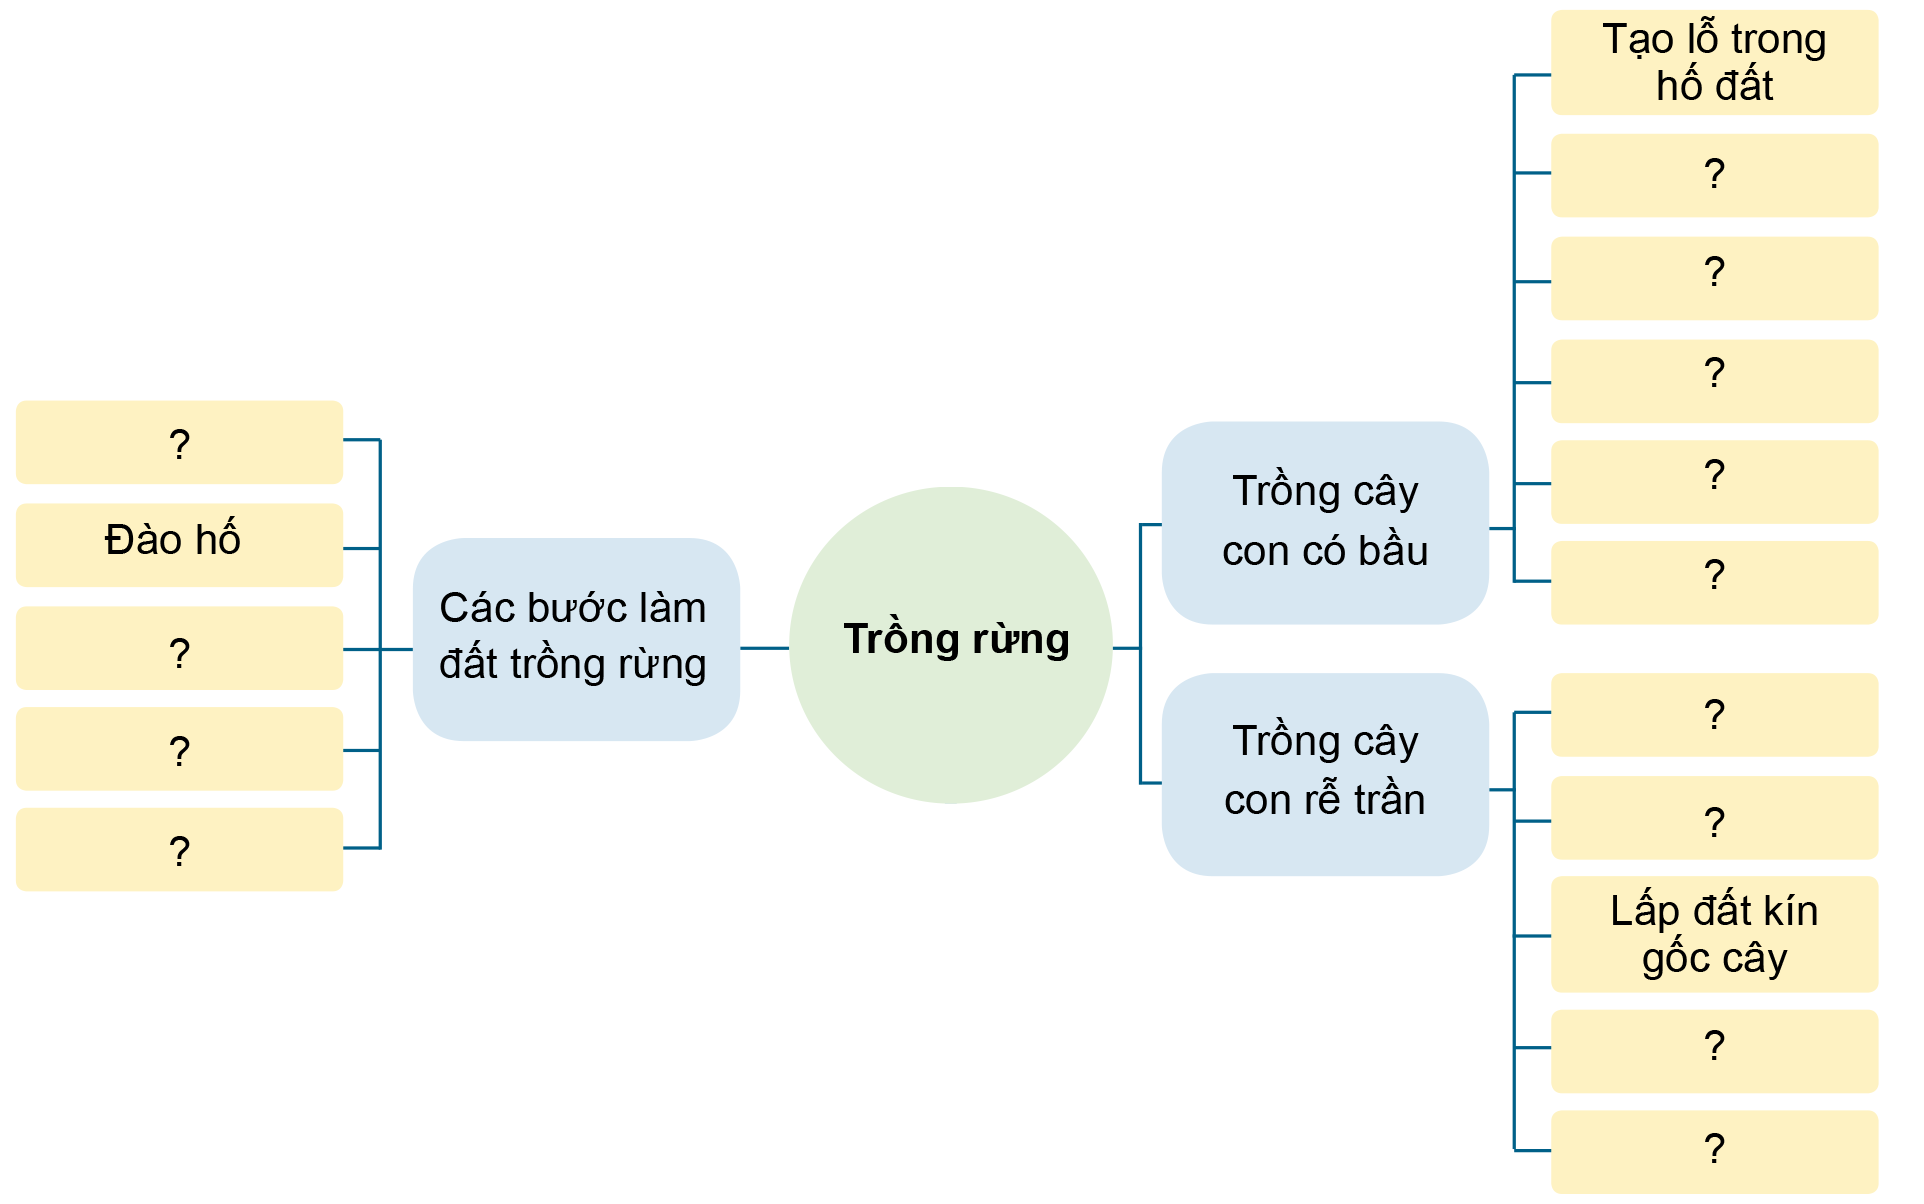 ?
Đào hố
?
?
?
Các bước làm
đất trồng rừng
Trồng rừng
Trồng cây
con có bầu
Tạo lỗ trong
hố đất
?
?
?
?
?
Trồng cây
con rễ trần
?
?
Lấp đất kín
gốc cây
?
?